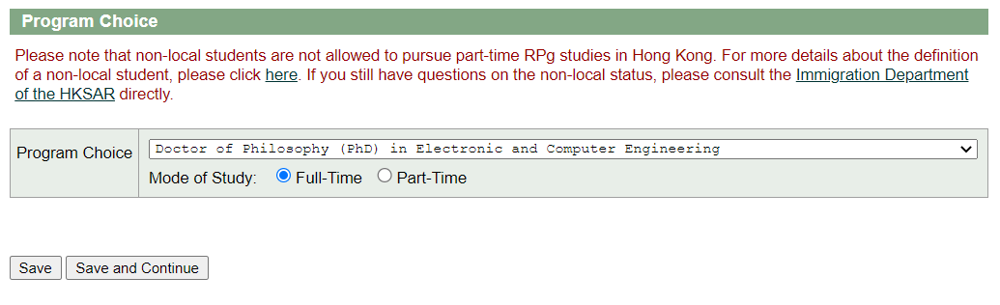 Program Choice
Please note that non-local students are not allowed to pursue part-time RPg studies in Hong Kong. For more details about the definition
of a non-local student, please click here. If you still have questions on the non-local status, please consult the Immigration Department
of the HKSAR directly.
Program Choice
Doctor of Philosophy (PhD) in Electronic and Computer Engineering
Mode of Study: Full-Time Part-Time
Save Save and Continue